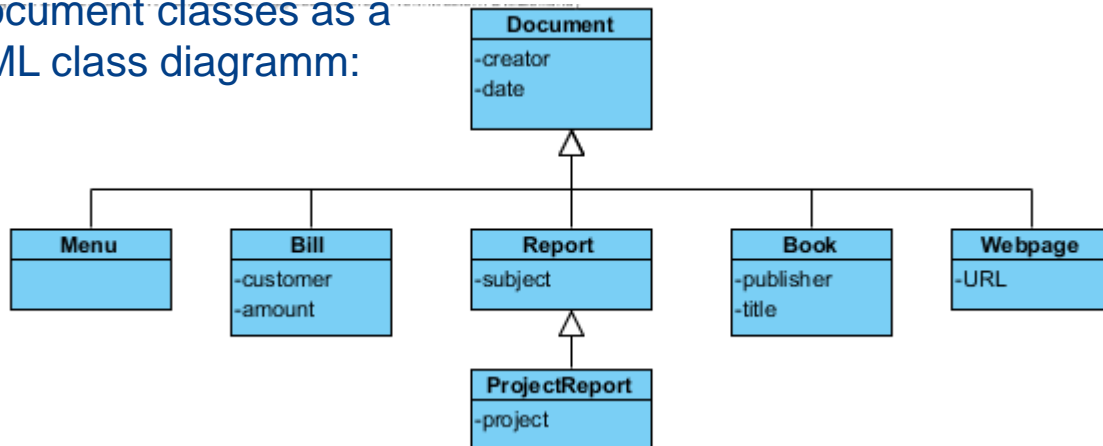 ocument classes as a
ML class diagramm:
Document
-creator
-date
Menu
Bill
-customer
-amount
Report
-subject
Book
-publisher
-title
Webpage
-URL
ProjectReport
-project